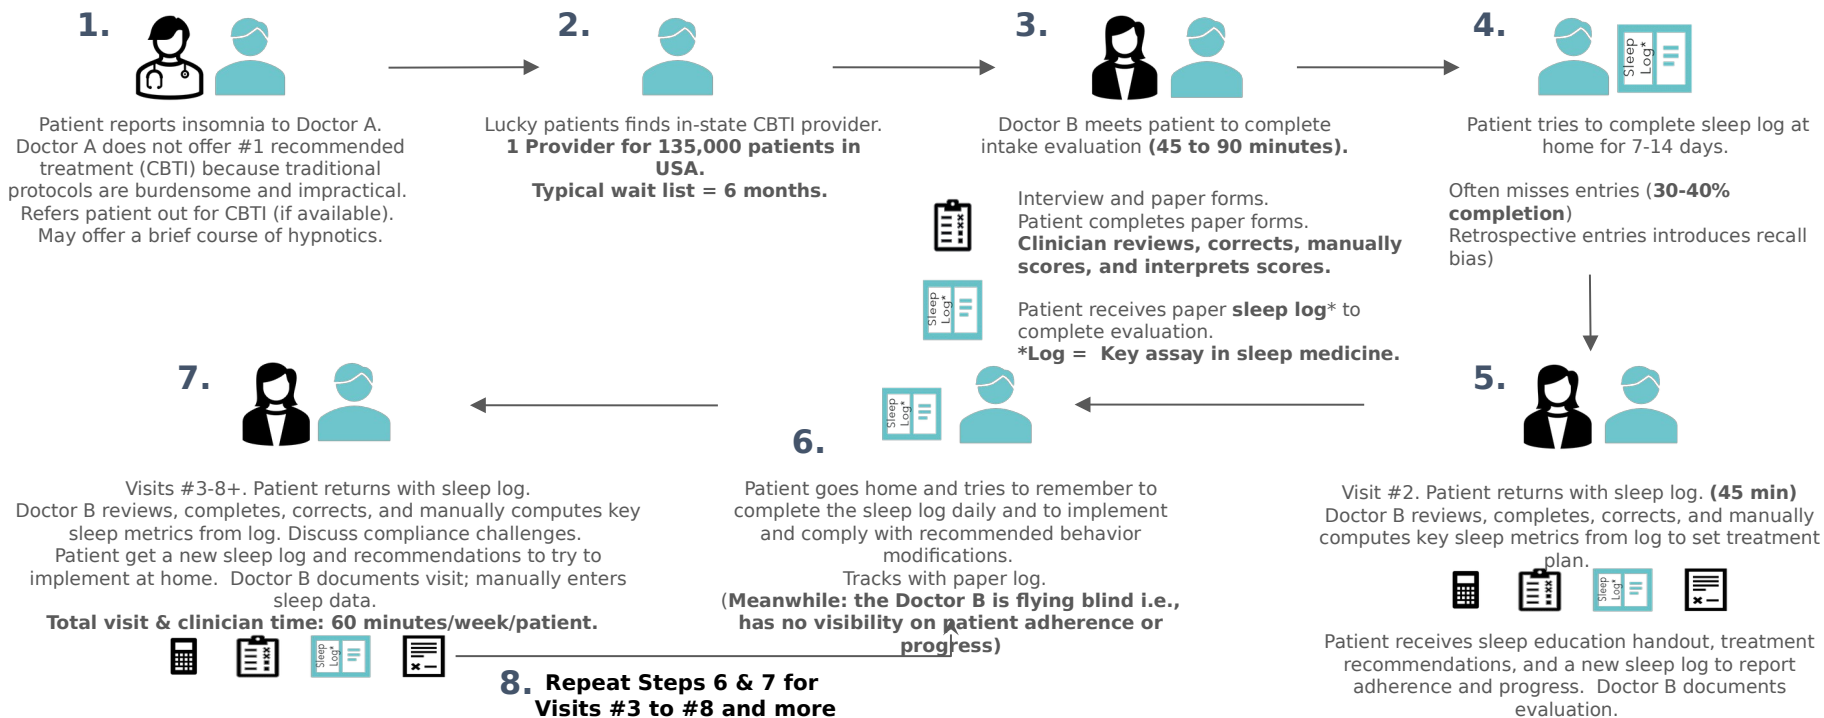 1.
Patient reports insomnia to Doctor A.
Doctor A does not offer #1 recommended
treatment (CBTI) because traditional
protocols are burdensome and impractical.
Refers patient out for CBTI (if available).
May offer a brief course of hypnotics.
2.
Lucky patients finds in-state CBTI provider.
1 Provider for 135,000 patients in
USA.
Typical wait list = 6 months.
3.
Doctor B meets patient to complete
intake evaluation (45 to 90 minutes).
Interview and paper forms.
Patient completes paper forms.
Clinician reviews, corrects, manually
scores, and interprets scores.
Sleep
Log*
Patient receives paper sleep log* to
complete evaluation.
*Log =  Key assay in sleep medicine.
4.
Sleep
Log*
Patient tries to complete sleep log at
home for 7-14 days.
Often misses entries (30-40%
completion)
Retrospective entries introduces recall
bias)
5.
Visit #2. Patient returns with sleep log. (45 min)
Doctor B reviews, completes, corrects, and manually
computes key sleep metrics from log to set treatment
plan.
Sleep
Log*
Patient receives sleep education handout, treatment
recommendations, and a new sleep log to report
adherence and progress.  Doctor B documents
evaluation.
6.
Sleep
Log*
Patient goes home and tries to remember to
complete the sleep log daily and to implement
and comply with recommended behavior
modifications.
Tracks with paper log.
(Meanwhile: the Doctor B is flying blind i.e.,
has no visibility on patient adherence or
progress)
7.
Visits #3-8+. Patient returns with sleep log.
Doctor B reviews, completes, corrects, and manually computes key
sleep metrics from log. Discuss compliance challenges.
Patient get a new sleep log and recommendations to try to
implement at home.  Doctor B documents visit; manually enters
sleep data.
Total visit & clinician time: 60 minutes/week/patient.
Sleep
Log*
8. Repeat Steps 6 & 7 for
Visits #3 to #8 and more